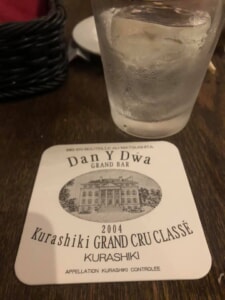 Dan Y Dwa
GRAND BAR
2004
Kurashiki GRAND CRU CLASSÉ
KURASHIKI
APPELLATION KURASHIKI CONTROLEE